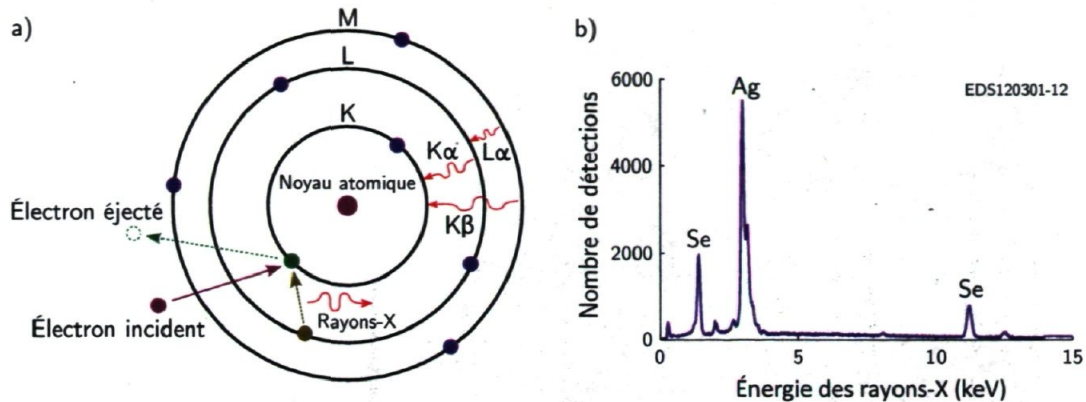 a)
M
L
K
Kα
Lα
Noyau atomique
Kβ
Électron éjecté
Électron incident
Rayons-X
b)
Nombre de détections
6000
4000
2000
0
Ag
Se
Se
EDS120301-12
0
5
10
15
Énergie des rayons-X (keV)